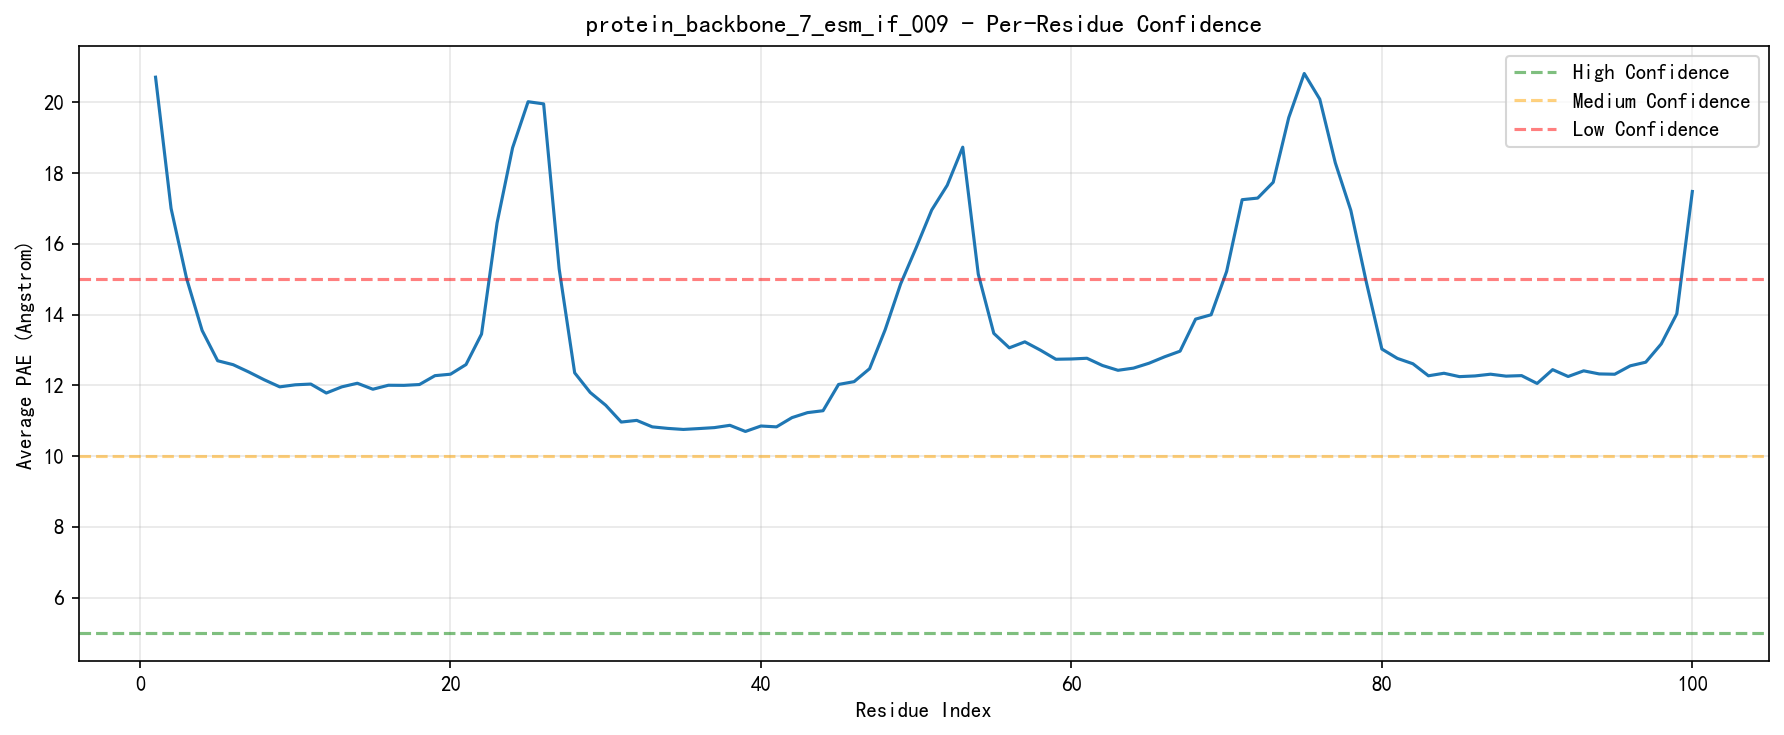 protein_backbone_7_esm_if_009 - Per-Residue Confidence
High Confidence
Medium Confidence
Low Confidence
Average PAE (Angstrom)
20
18
16
14
12
10
8
6
0 20 40 60 80 100
Residue Index